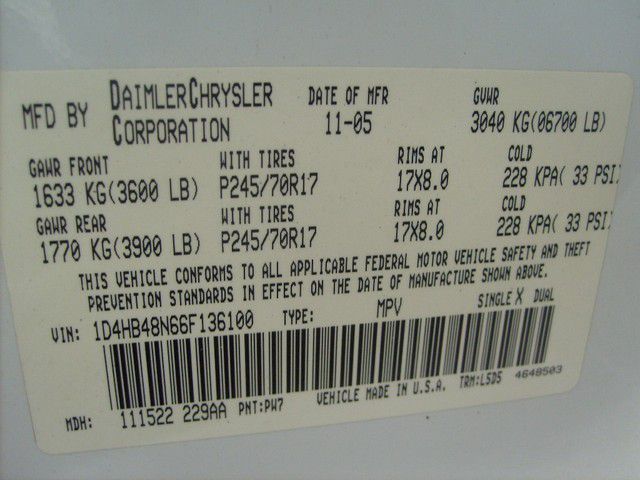 MFD BY DAIMLERCHRYSLER CORPORATION DATE OF MFR 11-05 GVWR 3040 KG(06700 LB)
GAWR FRONT WITH TIRES RIMS AT COLD
1633 KG(3600 LB) P245/70R17 17X8.0 228 KPA( 33 PSI)
GAWR REAR WITH TIRES RIMS AT COLD
1770 KG(3900 LB) P245/70R17 17X8.0 228 KPA( 33 PSI)
THIS VEHICLE CONFORMS TO ALL APPLICABLE FEDERAL MOTOR VEHICLE SAFETY AND THEFT
PREVENTION STANDARDS IN EFFECT ON THE DATE OF MANUFACTURE SHOWN ABOVE.
VIN: 1D4HB48N66F136100 TYPE: MPV SINGLE X DUAL
MDH: 111522 229AA PNT:PW7 VEHICLE MADE IN U.S.A. TRM:L5D5 4648503